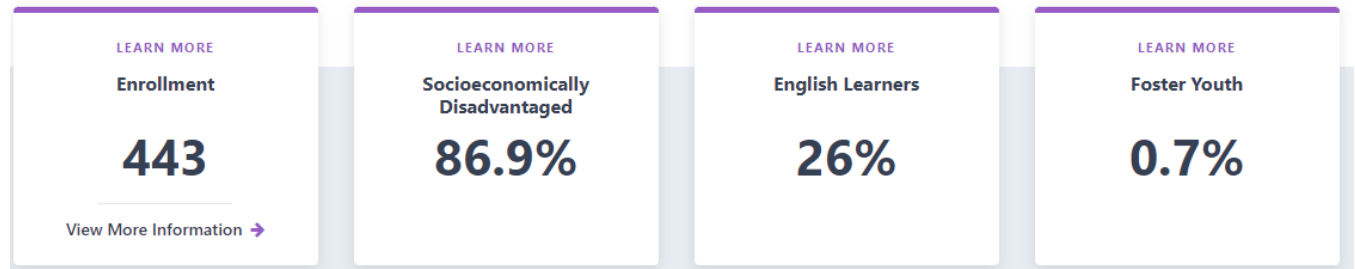 LEARN MORE
Enrollment
443
View More Information
LEARN MORE
Socioeconomically
Disadvantaged
86.9%
LEARN MORE
English Learners
26%
LEARN MORE
Foster Youth
0.7%